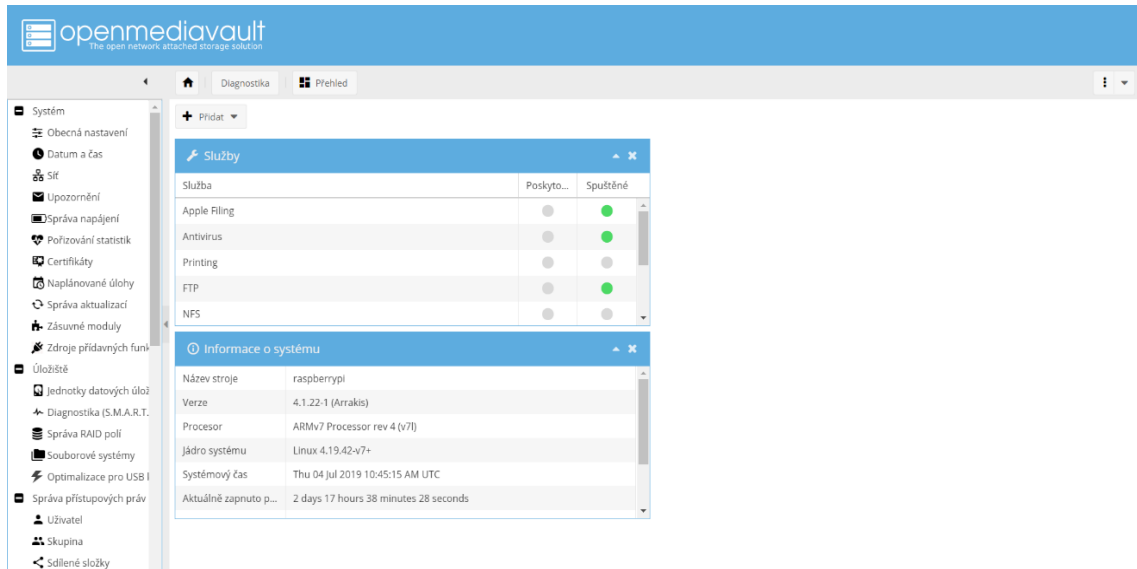 openmediavault
The open network attached storage solution
Diagnostika
Přehled
Systém
Obecná nastavení
Datum a čas
Síť
Upozornění
Správa napájení
Pořizování statistik
Certifikáty
Naplánované úlohy
Správa aktualizací
Zásuvné moduly
Zdroje přídavných funk
Úložiště
Jednotky datových úlož
Diagnostika (S.M.A.R.T.
Správa RAID polí
Souborové systémy
Optimalizace pro USB
Správa přístupových práv
Uživatel
Skupina
Sdílené složky
Přidat
Služby
Služba Poskyto... Spuštěné
Apple Filing
Antivirus
Printing
FTP
NFS
Informace o systému
Název stroje raspberrypi
Verze 4.1.22-1 (Arrakis)
Procesor ARMv7 Processor rev 4 (v7l)
Jádro systému Linux 4.19.42-v7+
Systémový čas Thu 04 Jul 2019 10:45:15 AM UTC
Aktuálně zapnuto p... 2 days 17 hours 38 minutes 28 seconds